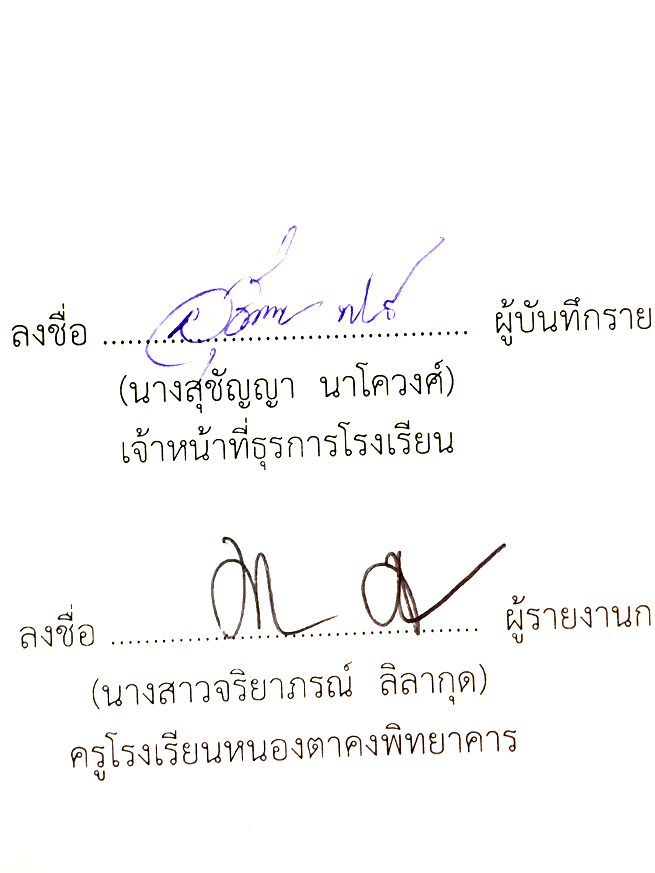 ลงชื่อ ........................................ ผู้บันทึกราย
(นางสุชัญญา นาโควงศ์)
เจ้าหน้าที่ธุรการโรงเรียน
ลงชื่อ ........................................ ผู้รายงานก
(นางสาวจริยาภรณ์ ลิลากุด)
ครูโรงเรียนหนองตาคงพิทยาคาร